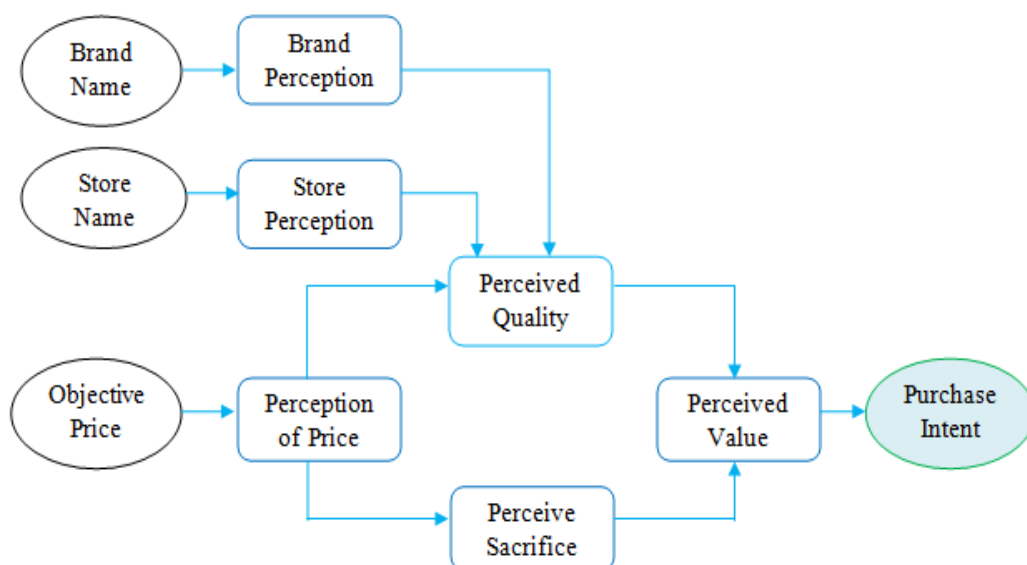 Brand
Name
Brand
Perception
Store
Name
Store
Perception
Perceived
Quality
Objective
Price
Perception
of Price
Perceived
Value
Purchase
Intent
Perceive
Sacrifice